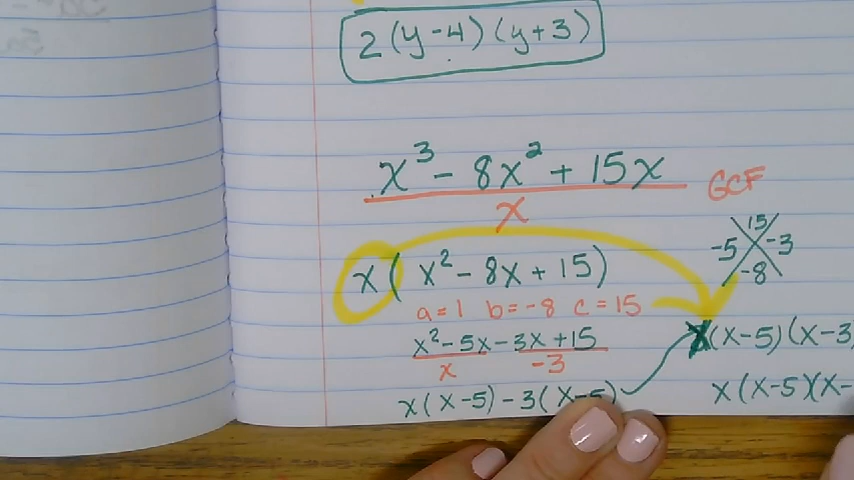 2(y-4)(y+3)
x³ - 8x² + 15x
x
GCF
15
-5 -3
-8
x(x² - 8x + 15)
a=1 b=-8 c=15
x² - 5x - 3x + 15
x -3
x(x-5)(x-3
x(x-5) - 3(x-5)
x(x-5)(x-